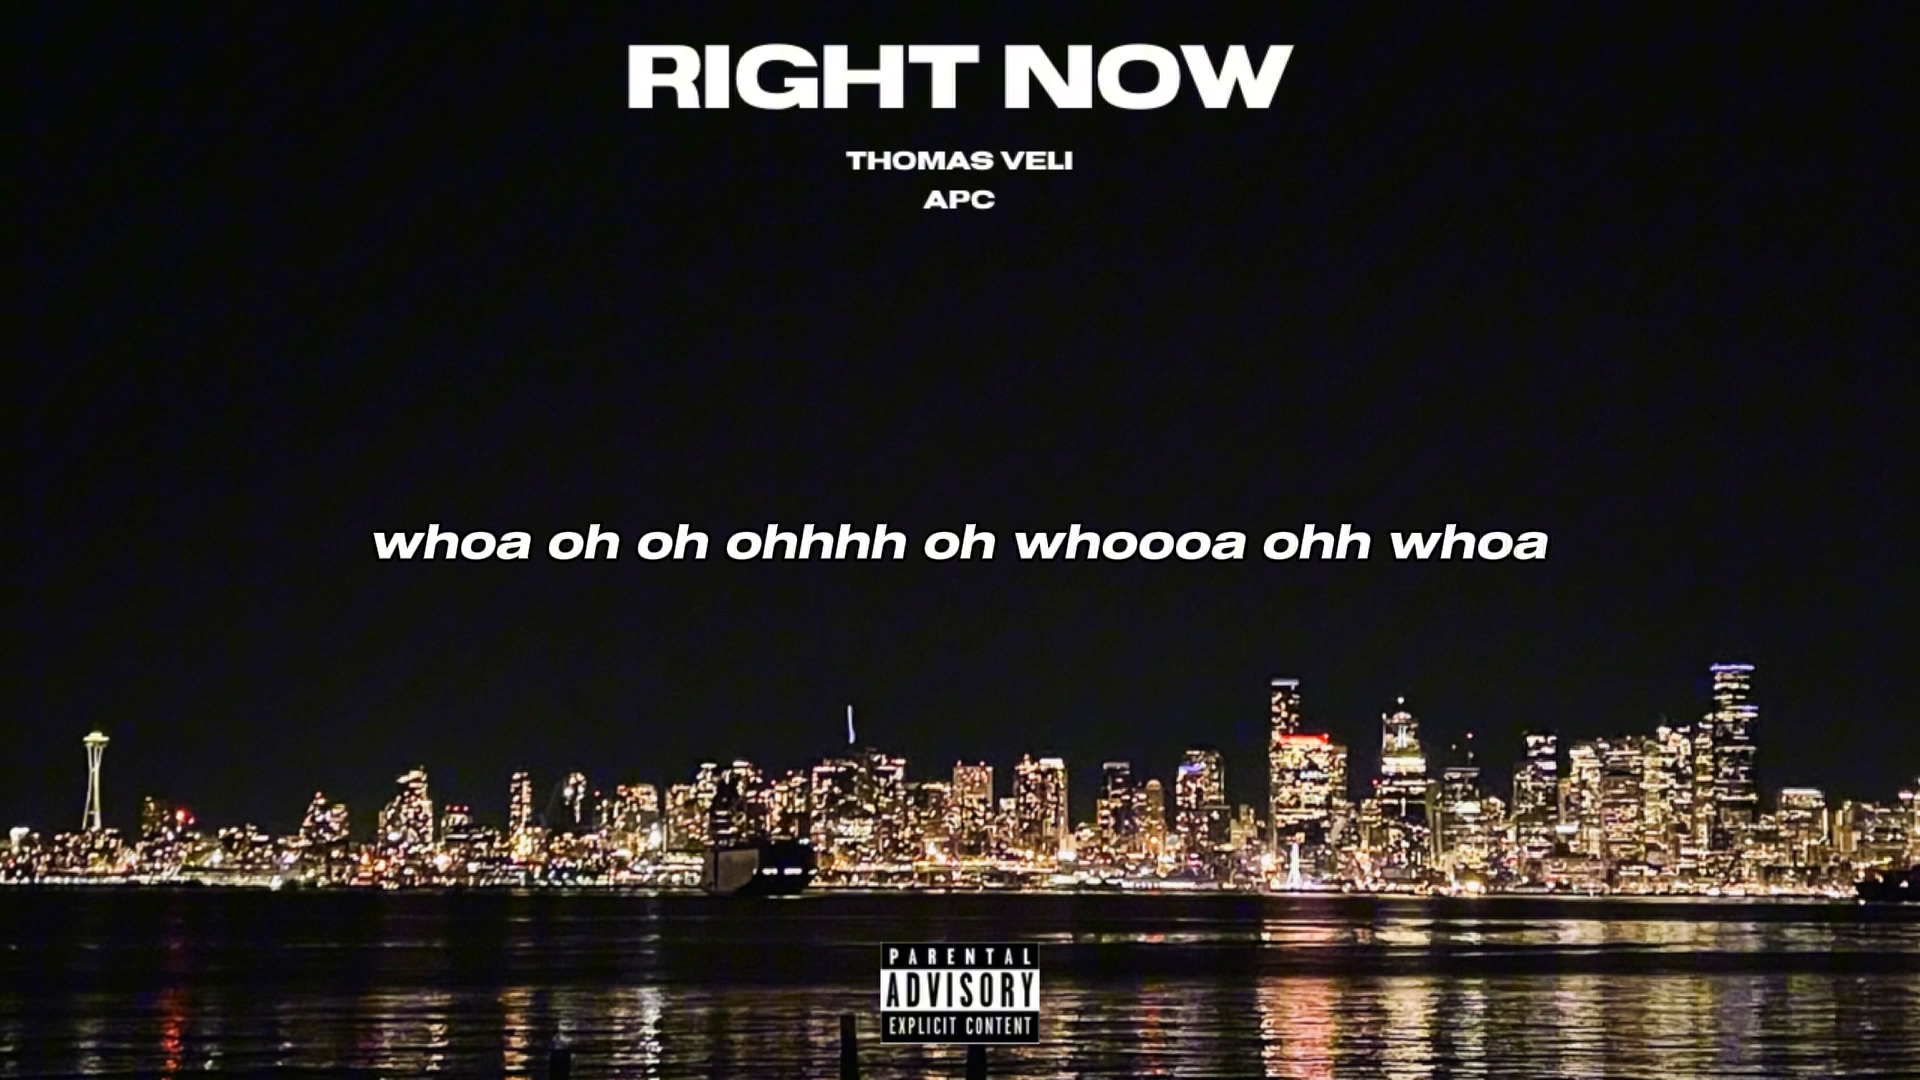 RIGHT NOW
THOMAS VELI
APC
whoa oh oh ohhhh oh whoooa ohh whoa
PARENTAL
ADVISORY
EXPLICIT CONTENT